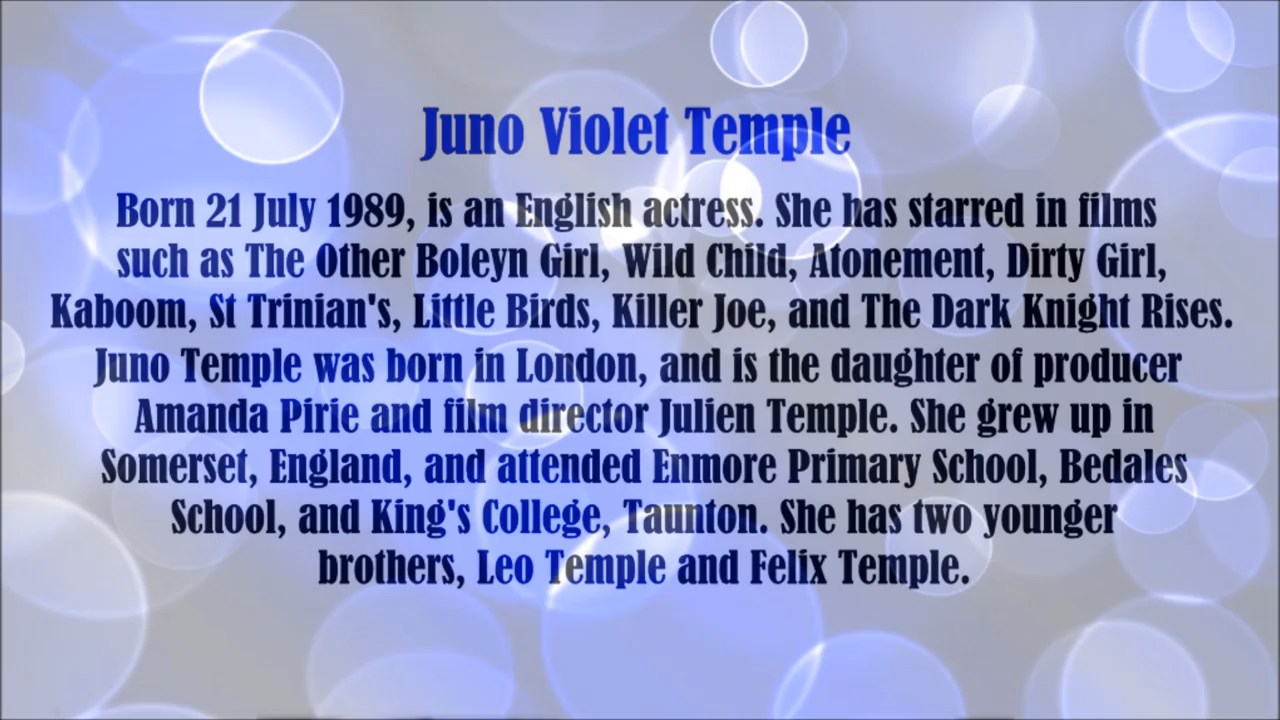 Juno Violet Temple
Born 21 July 1989, is an English actress. She has starred in films
such as The Other Boleyn Girl, Wild Child, Atonement, Dirty Girl,
Kaboom, St Trinian's, Little Birds, Killer Joe, and The Dark Knight Rises.
Juno Temple was born in London, and is the daughter of producer
Amanda Pirie and film director Julien Temple. She grew up in
Somerset, England, and attended Enmore Primary School, Bedales
School, and King's College, Taunton. She has two younger
brothers, Leo Temple and Felix Temple.